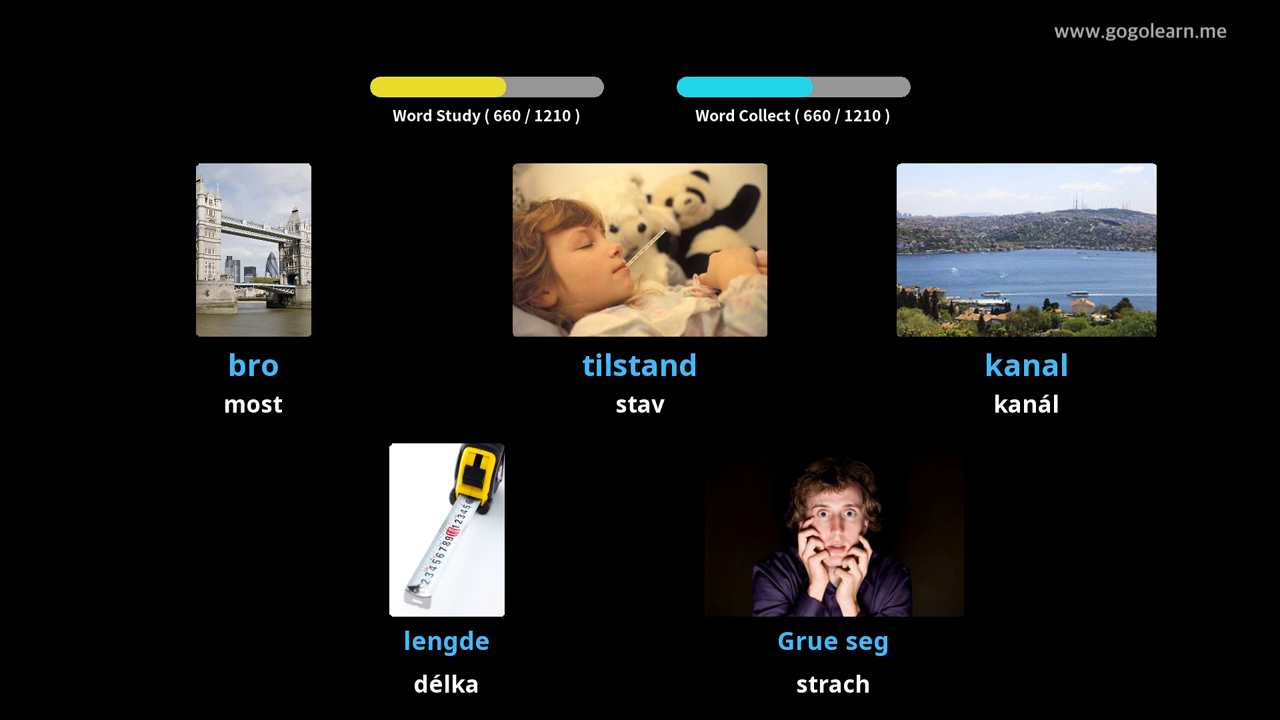 www.gogolearn.me
Word Study ( 660 / 1210 )
Word Collect ( 660 / 1210 )
bro
most
tilstand
stav
kanal
kanál
lengde
délka
Grue seg
strach